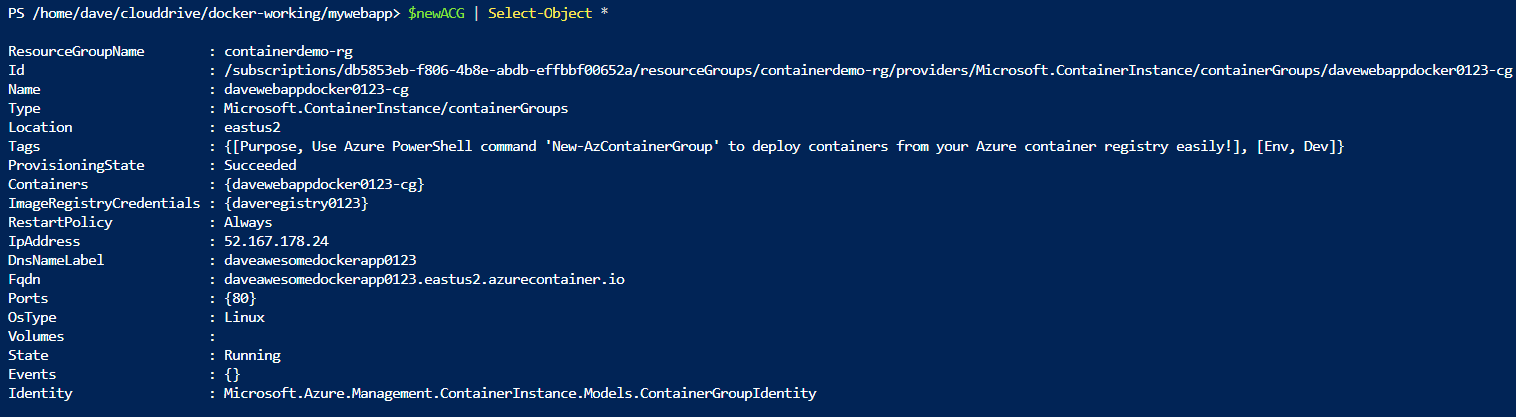 PS /home/dave/clouddrive/docker-working/mywebapp> $newACG | Select-Object *
ResourceGroupName : containerdemo-rg
Id : /subscriptions/db5853eb-f806-4b8e-abdb-effbbf00652a/resourceGroups/containerdemo-rg/providers/Microsoft.ContainerInstance/containerGroups/davewebappdocker0123-cg
Name : davewebappdocker0123-cg
Type : Microsoft.ContainerInstance/containerGroups
Location : eastus2
Tags : {[Purpose, Use Azure PowerShell command 'New-AzContainerGroup' to deploy containers from your Azure container registry easily!], [Env, Dev]}
ProvisioningState : Succeeded
Containers : {davewebappdocker0123-cg}
ImageRegistryCredentials : {daveregistry0123}
RestartPolicy : Always
IpAddress : 52.167.178.24
DnsNameLabel : daveawesomedockerapp0123
Fqdn : daveawesomedockerapp0123.eastus2.azurecontainer.io
Ports : {80}
OsType : Linux
Volumes :
State : Running
Events : {}
Identity : Microsoft.Azure.Management.ContainerInstance.Models.ContainerGroupIdentity